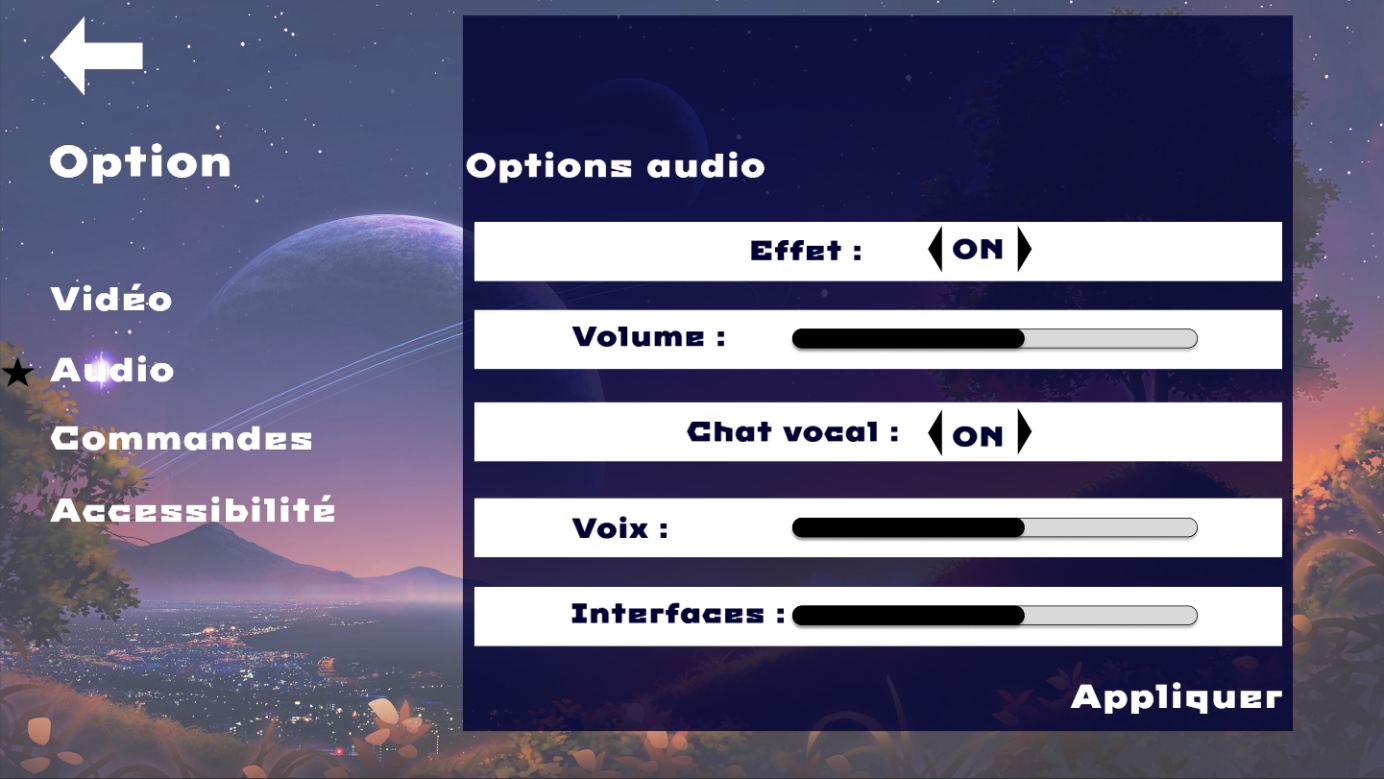 Option
Vidéo
Audio
Commandes
Accessibilité
Options audio
Effet : ON
Volume :
Chat vocal : ON
Voix :
Interfaces :
Appliquer